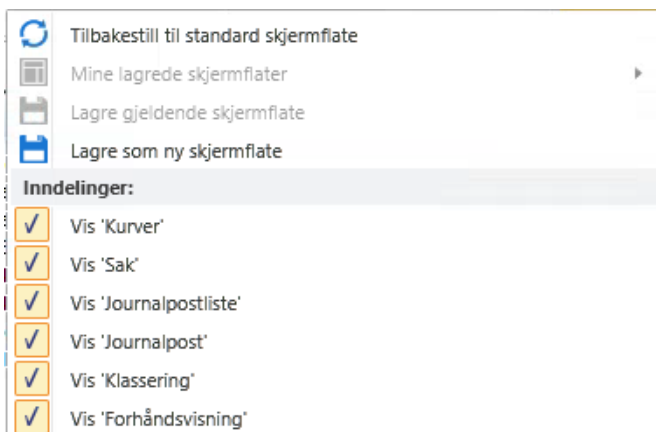 Tilbakestill til standard skjermflate
Mine lagrede skjermflater
Lagre gjeldende skjermflate
Lagre som ny skjermflate
Inndelinger:
Vis 'Kurver'
Vis 'Sak'
Vis 'Journalpostliste'
Vis 'Journalpost'
Vis 'Klassering'
Vis 'Forhåndsvisning'